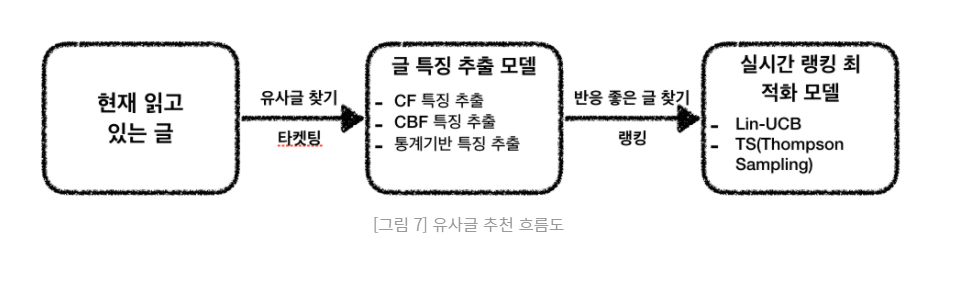 현재 읽고
있는 글
유사글 찾기
타켓팅
글 특징 추출 모델
- CF 특징 추출
- CBF 특징 추출
- 통계기반 특징 추출
반응 좋은 글 찾기
랭킹
실시간 랭킹 최
적화 모델
- Lin-UCB
- TS(Thompson
Sampling)
[그림 7] 유사글 추천 흐름도